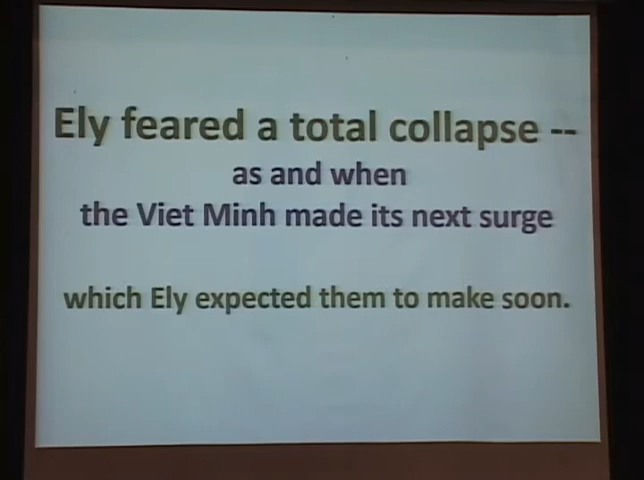 Ely feared a total collapse --
as and when
the Viet Minh made its next surge
which Ely expected them to make soon.